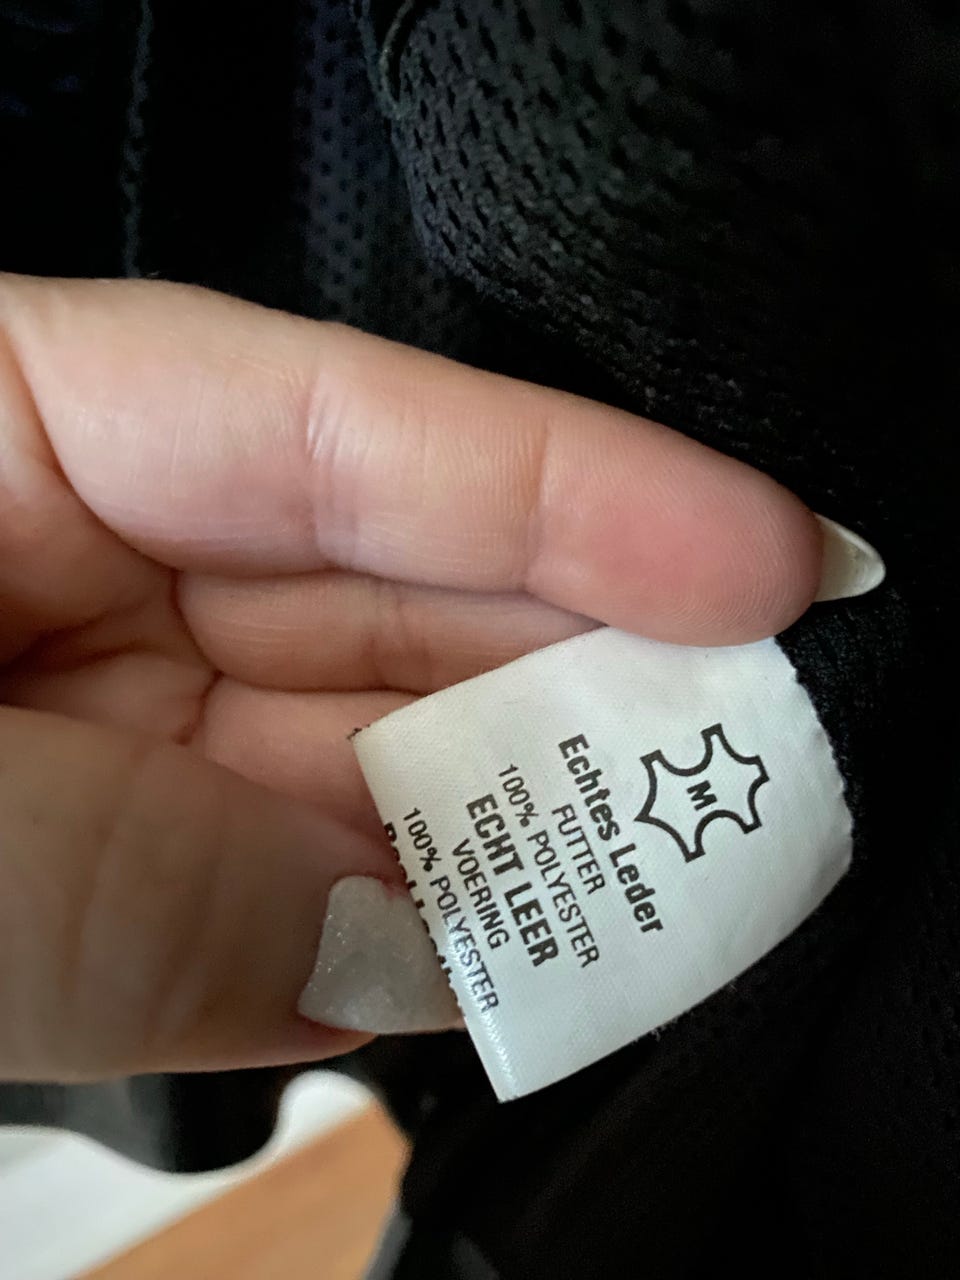 M
Echtes Leder
FUTTER
100% POLYESTER
ECHT LEER
VOERING
100% POLYESTER